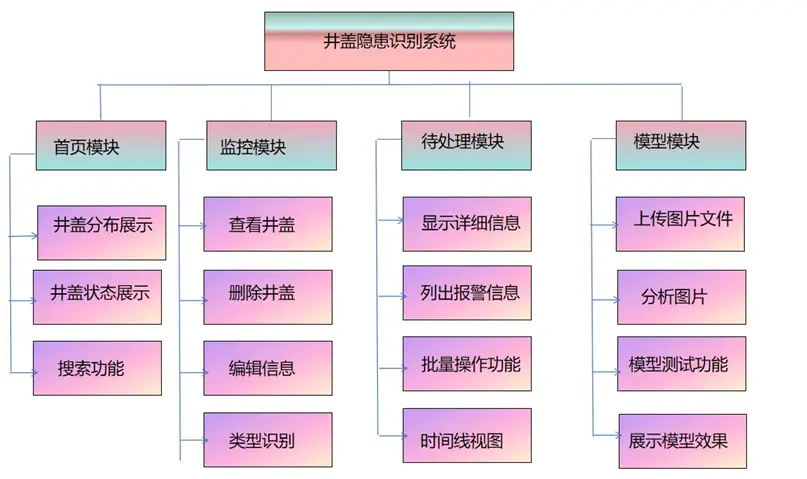 井盖隐患识别系统
首页模块
监控模块
待处理模块
模型模块
井盖分布展示
查看井盖
显示详细信息
上传图片文件
井盖状态展示
删除井盖
列出报警信息
分析图片
搜索功能
编辑信息
批量操作功能
模型测试功能
类型识别
时间线视图
展示模型效果